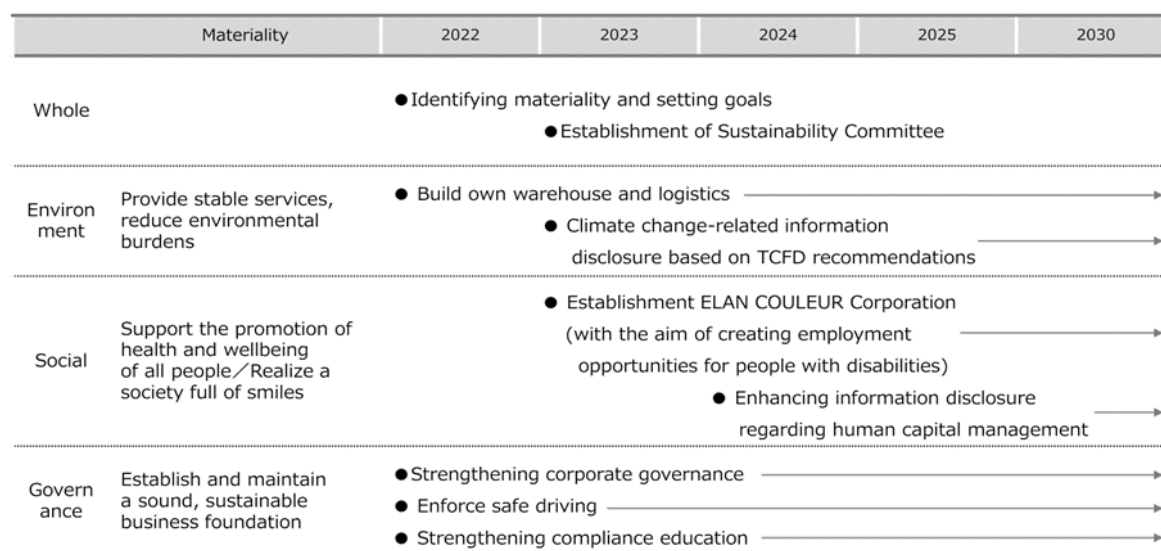 Materiality 2022 2023 2024 2025 2030
Whole
●Identifying materiality and setting goals
●Establishment of Sustainability Committee
Environ
ment
Provide stable services,
reduce environmental
burdens
● Build own warehouse and logistics
● Climate change-related information
disclosure based on TCFD recommendations
Social
Support the promotion of
health and wellbeing
of all people／Realize a
society full of smiles
● Establishment ELAN COULEUR Corporation
(with the aim of creating employment
opportunities for people with disabilities)
● Enhancing information disclosure
regarding human capital management
Govern
ance
Establish and maintain
a sound, sustainable
business foundation
●Strengthening corporate governance
● Enforce safe driving
● Strengthening compliance education